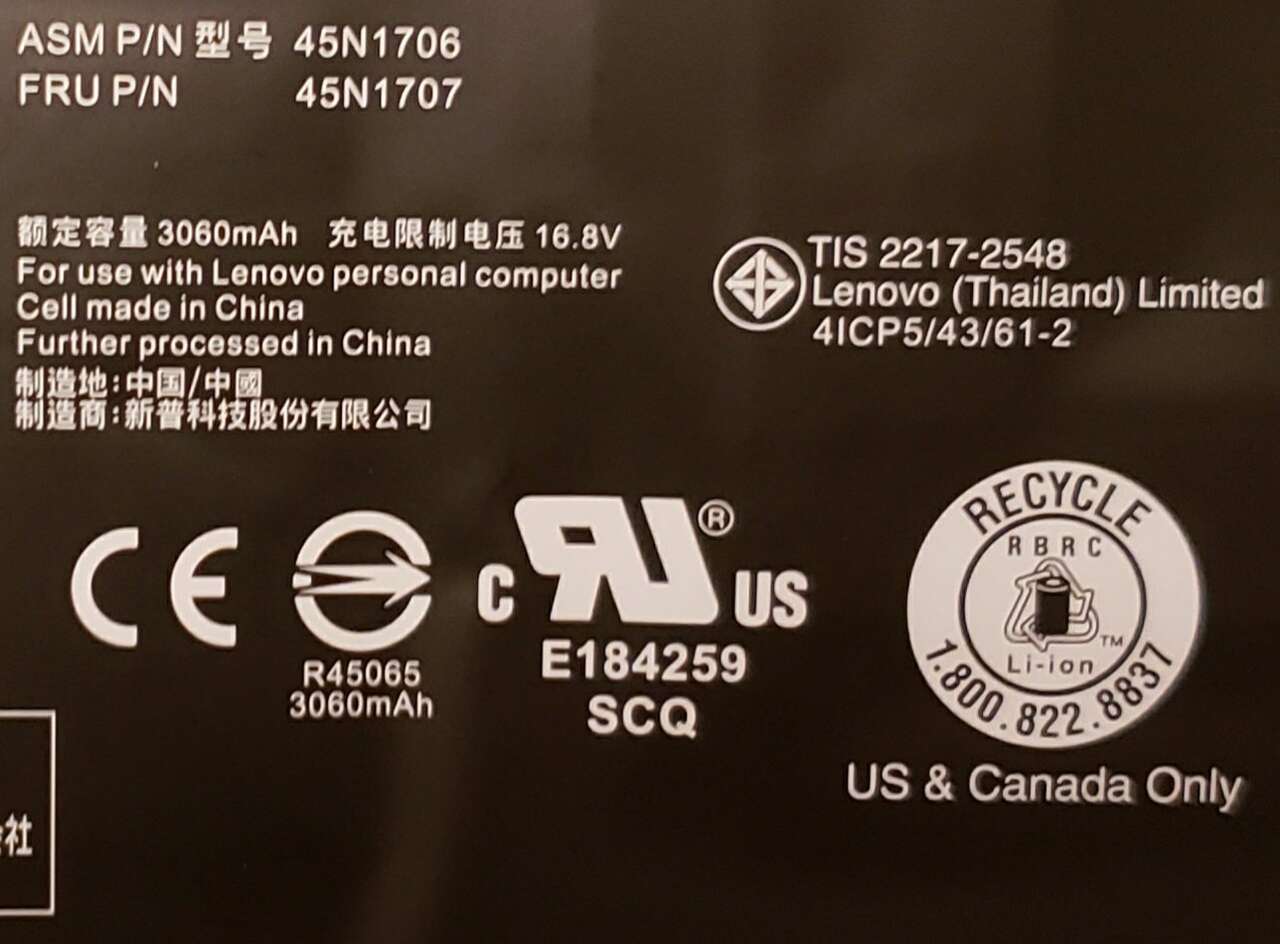 ASM P/N 型号 45N1706
FRU P/N 45N1707
额定容量 3060mAh 充电限制电压 16.8V
For use with Lenovo personal computer
Cell made in China
Further processed in China
制造地:中国/中國
制造商:新普科技股份有限公司
TIS 2217-2548
Lenovo (Thailand) Limited
4ICP5/43/61-2
CE
R45065
3060mAh
C RU ® US
E184259
SCQ
RECYCLE
RBRC
TM
Li-ion
1.800.822.8837
US & Canada Only
社